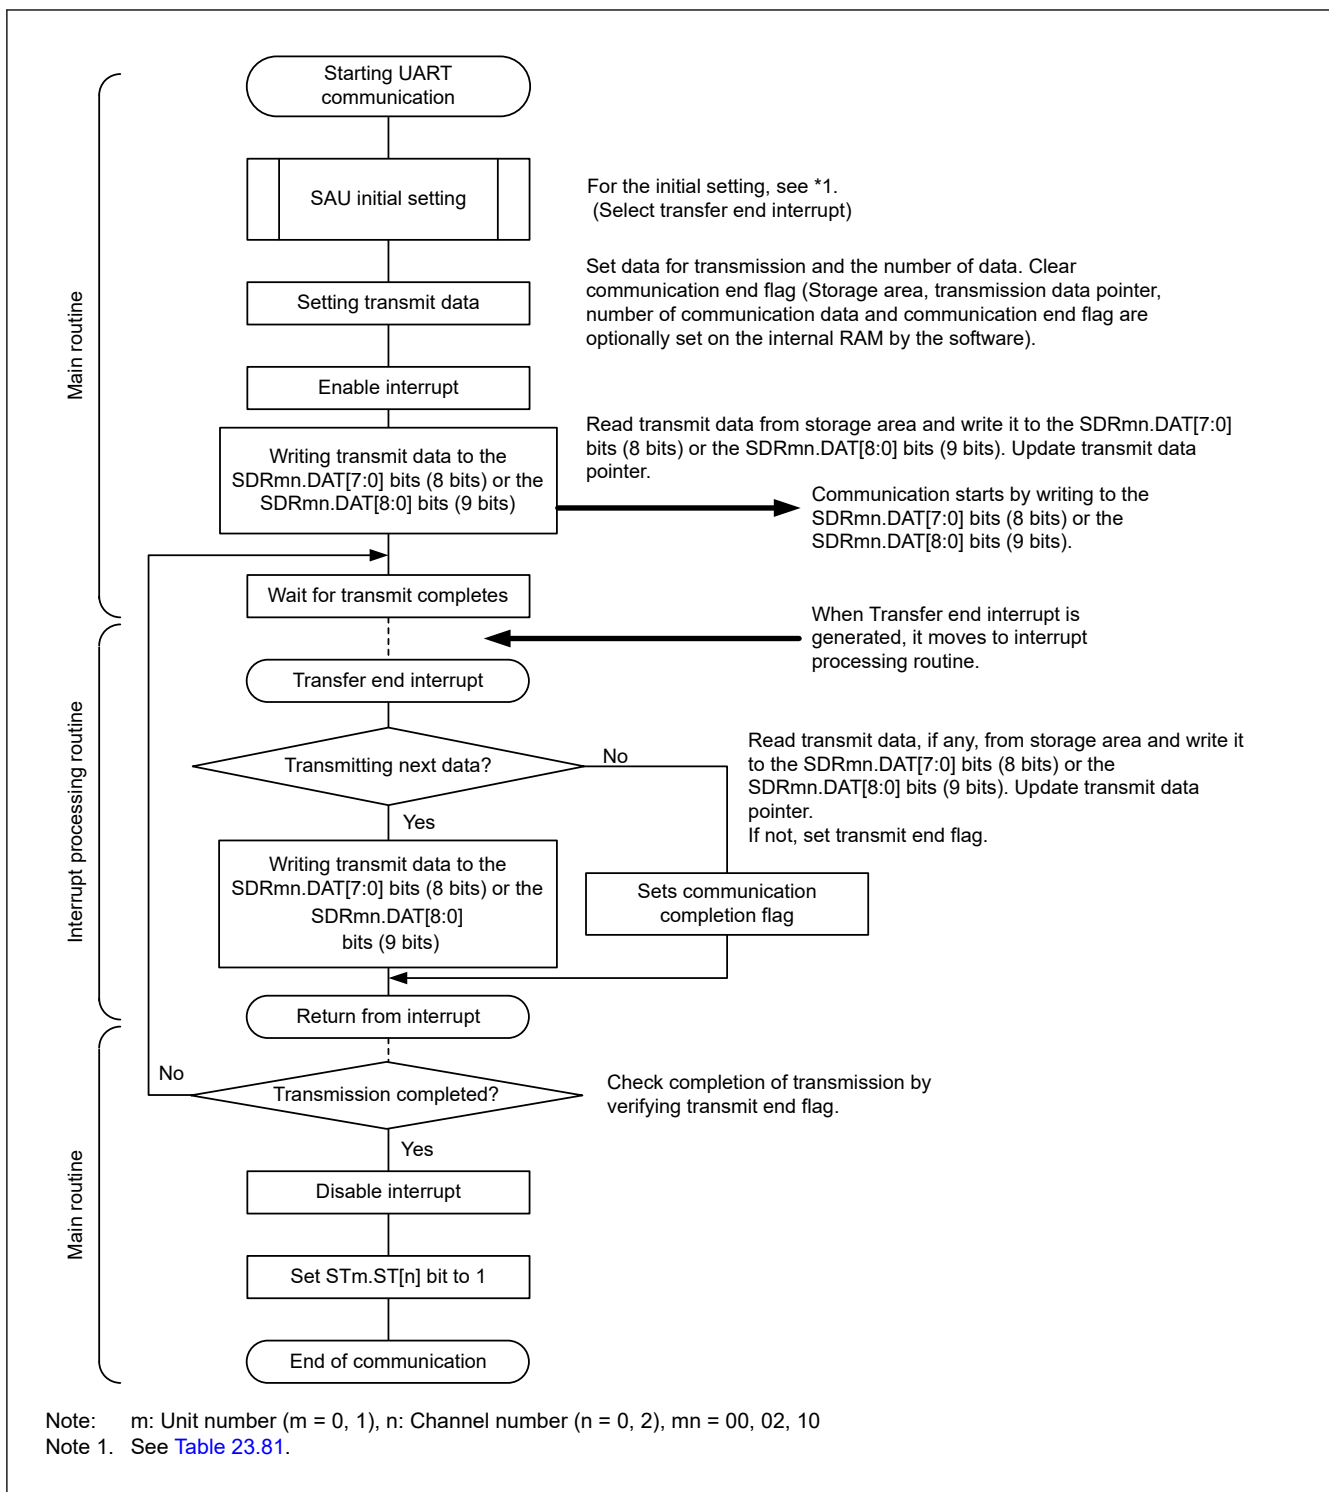 Starting UART
communication
SAU initial setting
For the initial setting, see *1.
(Select transfer end interrupt)
Setting transmit data
Set data for transmission and the number of data. Clear
communication end flag (Storage area, transmission data pointer,
number of communication data and communication end flag are
optionally set on the internal RAM by the software).
Main routine
Enable interrupt
Writing transmit data to the
SDRmn.DAT[7:0] bits (8 bits) or the
SDRmn.DAT[8:0] bits (9 bits)
Read transmit data from storage area and write it to the SDRmn.DAT[7:0]
bits (8 bits) or the SDRmn.DAT[8:0] bits (9 bits). Update transmit data
pointer.
Communication starts by writing to the
SDRmn.DAT[7:0] bits (8 bits) or the
SDRmn.DAT[8:0] bits (9 bits).
Wait for transmit completes
When Transfer end interrupt is
generated, it moves to interrupt
processing routine.
Transfer end interrupt
Interrupt processing routine
Transmitting next data?
No
Yes
Read transmit data, if any, from storage area and write it
to the SDRmn.DAT[7:0] bits (8 bits) or the
SDRmn.DAT[8:0] bits (9 bits). Update transmit data
pointer.
If not, set transmit end flag.
Writing transmit data to the
SDRmn.DAT[7:0] bits (8 bits) or the
SDRmn.DAT[8:0]
bits (9 bits)
Sets communication
completion flag
Return from interrupt
No
Transmission completed?
Check completion of transmission by
verifying transmit end flag.
Yes
Main routine
Disable interrupt
Set STm.ST[n] bit to 1
End of communication
Note: m: Unit number (m = 0, 1), n: Channel number (n = 0, 2), mn = 00, 02, 10
Note 1. See Table 23.81.